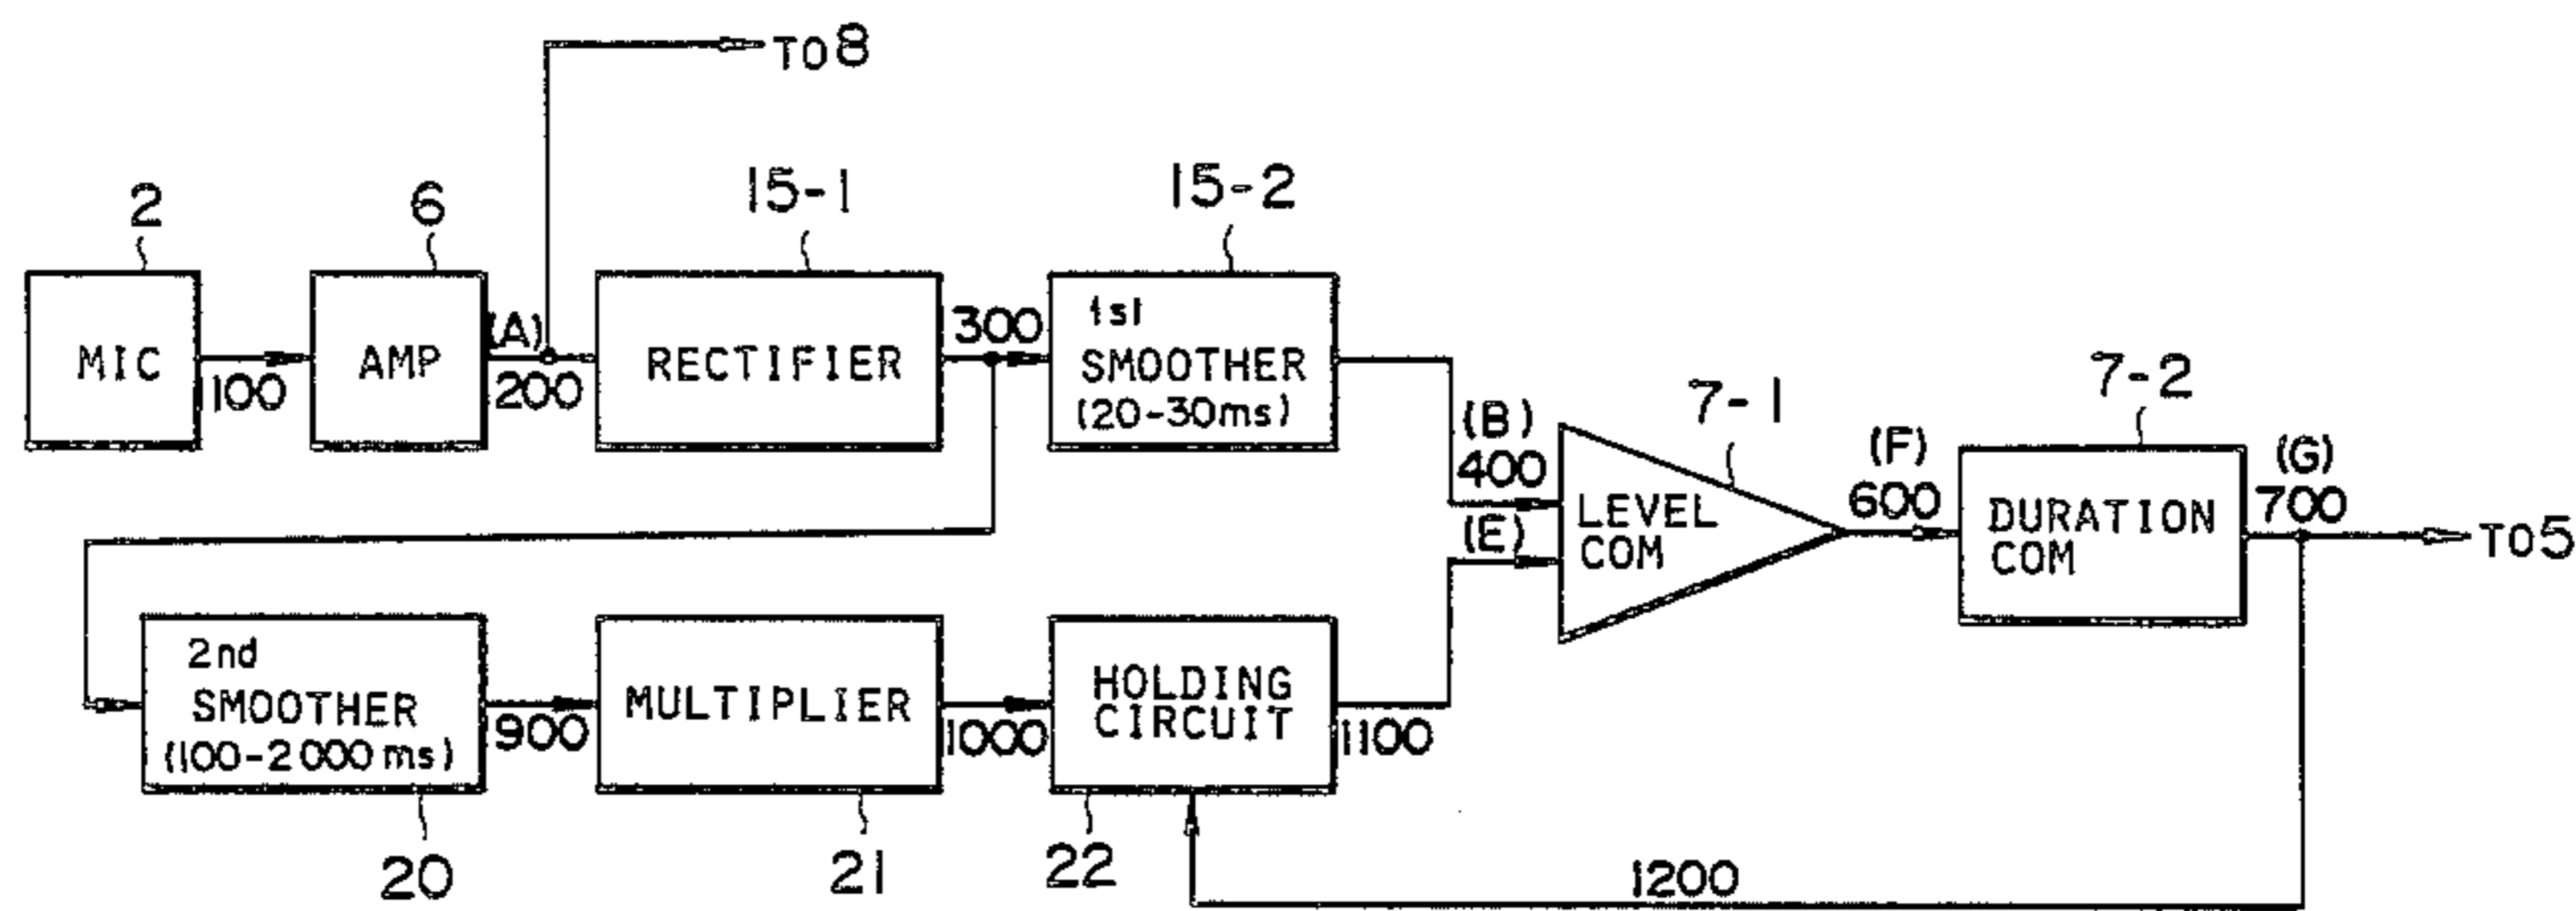 TO 8
2
6
15-1
15-2
MIC
100
AMP
(A)
200
RECTIFIER
300
1st
SMOOTHER
(20-30ms)
(B)
400
(E)
7-1
LEVEL
COM
(F)
600
7-2
DURATION
COM
(G)
700
TO 5
2nd
SMOOTHER
(100-2000 ms)
20
900
MULTIPLIER
21
1000
HOLDING
CIRCUIT
22
1100
1200